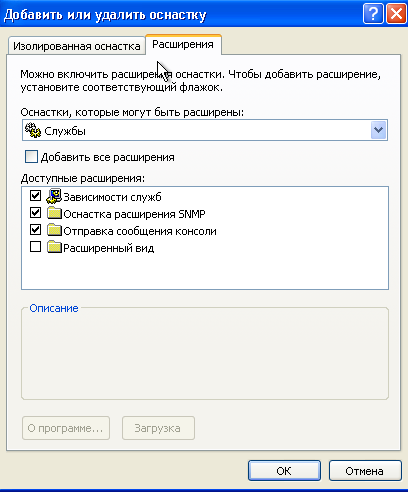 Добавить или удалить оснастку
Изолированная оснастка
Расширения
Можно включить расширения оснастки. Чтобы добавить расширение,
установите соответствующий флажок.
Оснастки, которые могут быть расширены:
Службы
Добавить все расширения
Доступные расширения:
Зависимости служб
Оснастка расширения SNMP
Отправка сообщения консоли
Расширенный вид
Описание
О программе...
Загрузка
OK
Отмена